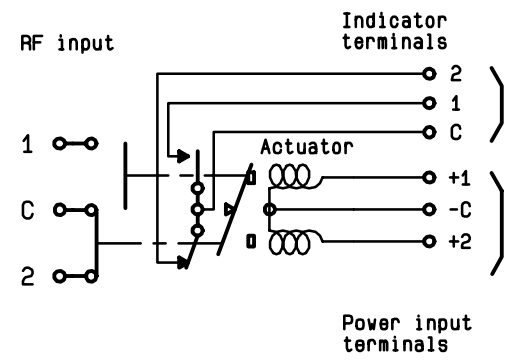 Indicator
terminals
RF input
2
1
C
1
Actuator
+1
C
-C
+2
2
Power input
terminals